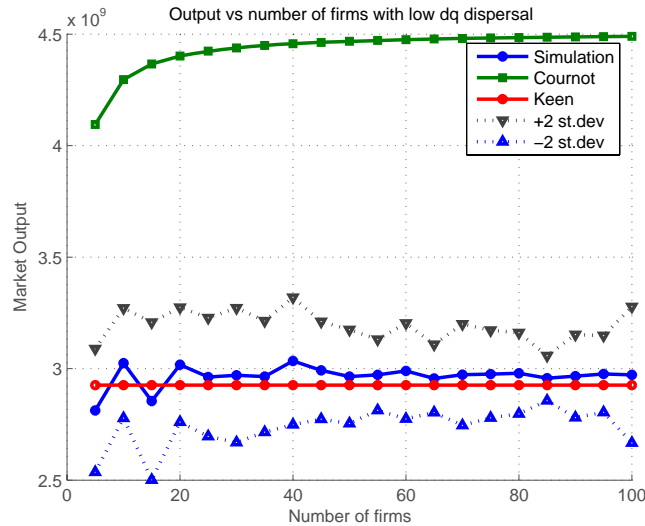 Output vs number of firms with low dq dispersal
x 10^9
4.5
4
3.5
3
2.5
Market Output
0 20 40 60 80 100
Number of firms
Simulation
Cournot
Keen
+2 st.dev
−2 st.dev